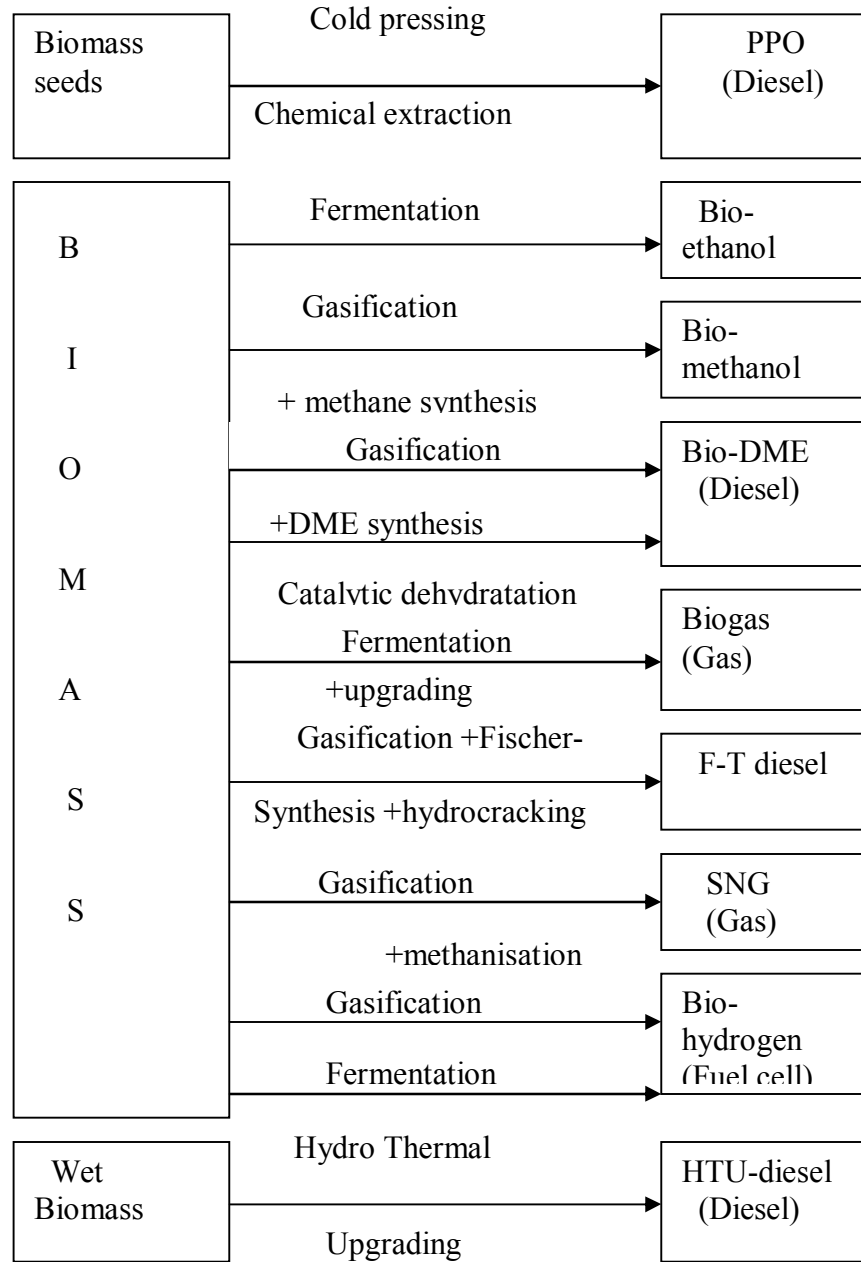 Cold pressing
Biomass
seeds
PPO
(Diesel)
Chemical extraction
B
I
O
M
A
S
S
Fermentation
Bio-
ethanol
Gasification
Bio-
methanol
+ methane synthesis
Gasification
Bio-DME
(Diesel)
+DME synthesis
Catalytic dehydratation
Fermentation
Biogas
(Gas)
+upgrading
Gasification +Fischer-
F-T diesel
Synthesis +hydrocracking
Gasification
SNG
(Gas)
+methanisation
Gasification
Bio-
hydrogen
(Fuel cell)
Fermentation
Hydro Thermal
Wet
Biomass
HTU-diesel
(Diesel)
Upgrading